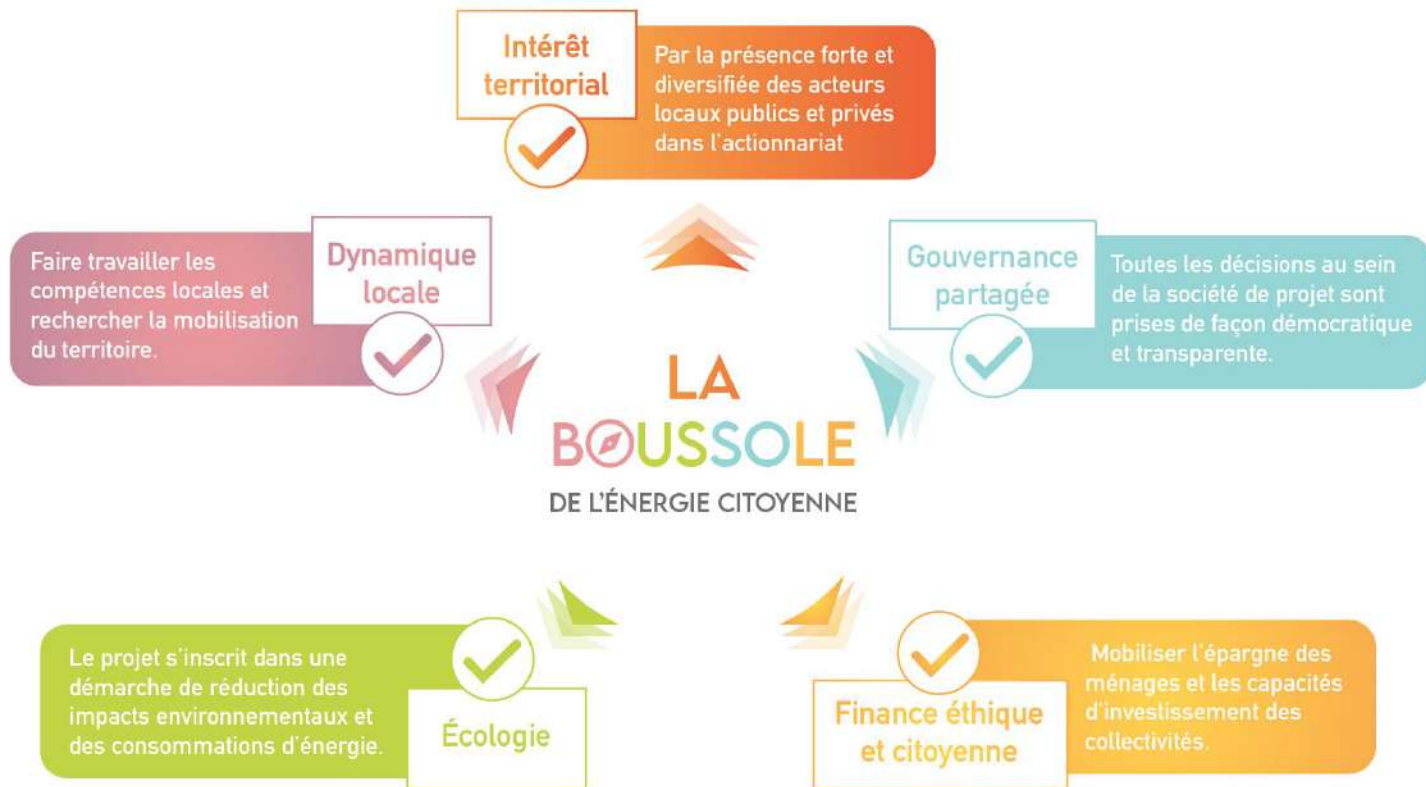 Intérêt
territorial
Par la présence forte et
diversifiée des acteurs
locaux publics et privés
dans l'actionnariat
Dynamique
locale
Faire travailler les
compétences locales et
rechercher la mobilisation
du territoire.
Gouvernance
partagée
Toutes les décisions au sein
de la société de projet sont
prises de façon démocratique
et transparente.
LA
BOUSSOLE
DE L'ÉNERGIE CITOYENNE
Le projet s'inscrit dans une
démarche de réduction des
impacts environnementaux et
des consommations d'énergie.
Écologie
Finance éthique
et citoyenne
Mobiliser l'épargne des
ménages et les capacités
d'investissement des
collectivités.